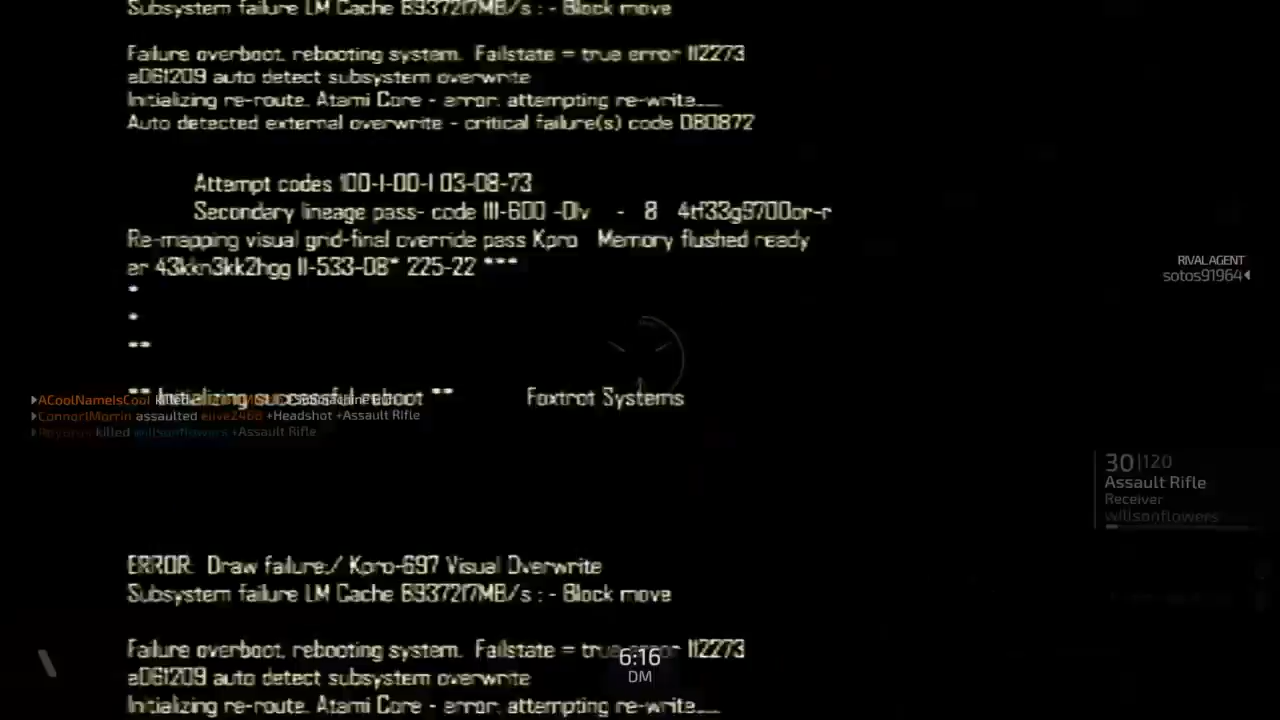 Subsystem failure LM Cache 69372f7MB/s : - Block move
Failure overboot, rebooting system. Failstate = true error 112273
a061209 auto detect subsystem overwrite
Initializing re-route. Atami Core - error: attempting re-write.....
Auto detected external overwrite - critical failure(s) code 080872
Attempt codes 100-1-00-1 03-08-73
Secondary lineage pass- code 111-600 -01v - 8 4tf33g9700or-r
Re-mapping visual grid-final override pass Kpro Memory flushed ready
er 43kkn3kk2hgg 11-533-08* 225-22 ***
*
*
**
RIVALAGENT
sotos91964
** Initializing successful reboot ** Foxtrot Systems
ACoolNameIsCool killed
ConnorlMorrin assaulted +Headshot +Assault Rifle
killed willsonflowers +Assault Rifle
30|120
Assault Rifle
Receiver
willsonflowers
ERROR: Draw failure:/ Kpro-697 Visual Overwrite
Subsystem failure LM Cache 69372f7MB/s : - Block move
Failure overboot, rebooting system. Failstate = true error 112273
6:16
a061209 auto detect subsystem overwrite
DM
Initializing re-route. Atami Core - error: attempting re-write.....